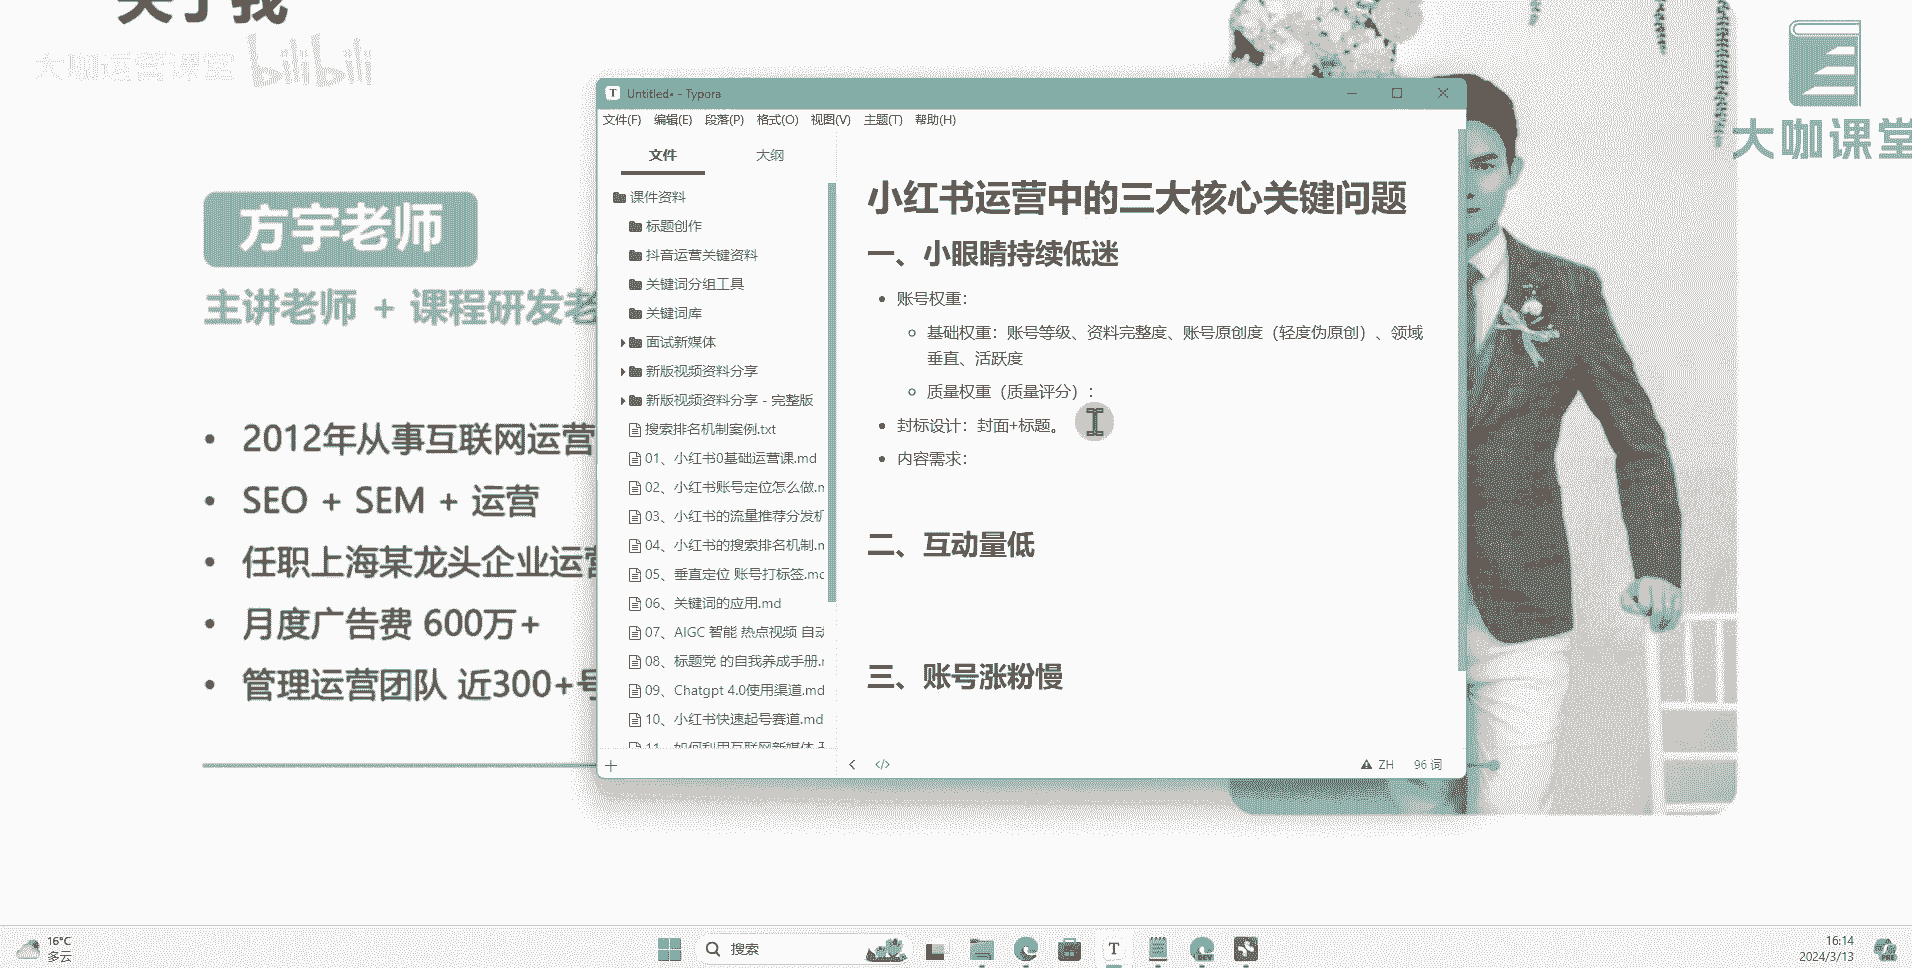 关于我
大咖运营课堂 bilibili
大咖课堂
方宇老师
主讲老师 + 课程研发老
2012年从事互联网运营
SEO + SEM + 运营
任职上海某龙头企业运营
月度广告费 600万+
管理运营团队 近300+号
Untitled• - Typora
文件(F) 编辑(E) 段落(P) 格式(O) 视图(V) 主题(T) 帮助(H)
文件 大纲
课件资料
标题创作
抖音运营关键资料
关键词分组工具
关键词库
面试新媒体
新版视频资料分享
新版视频资料分享 - 完整版
搜索排名机制案例.txt
01、小红书0基础运营课.md
02、小红书账号定位怎么做.m
03、小红书的流量推荐分发机
04、小红书的搜索排名机制.m
05、垂直定位 账号打标签.mc
06、关键词的应用.md
07、AIGC 智能 热点视频 自动
08、标题党 的自我养成手册.r
09、Chatgpt 4.0使用渠道.md
10、小红书快速起号赛道.md
11、如何利用互联网新媒体
小红书运营中的三大核心关键问题
一、小眼睛持续低迷
账号权重：
基础权重：账号等级、资料完整度、账号原创度（轻度伪原创）、领域
垂直、活跃度
质量权重（质量评分）：
封标设计：封面+标题。
内容需求：
二、互动量低
三、账号涨粉慢
ZH 96 词
16°C
多云
搜索
T
DEV
16:14
2024/3/13
PRE